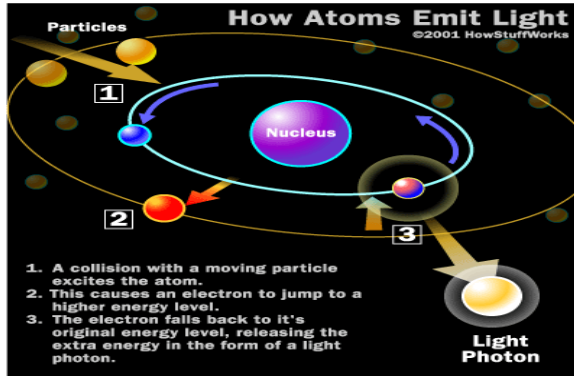 How Atoms Emit Light
©2001 HowStuffWorks
Particles
1
Nucleus
2
3
1. A collision with a moving particle
excites the atom.
2. This causes an electron to jump to a
higher energy level.
3. The electron falls back to it's
original energy level, releasing the
extra energy in the form of a light
photon.
Light
Photon